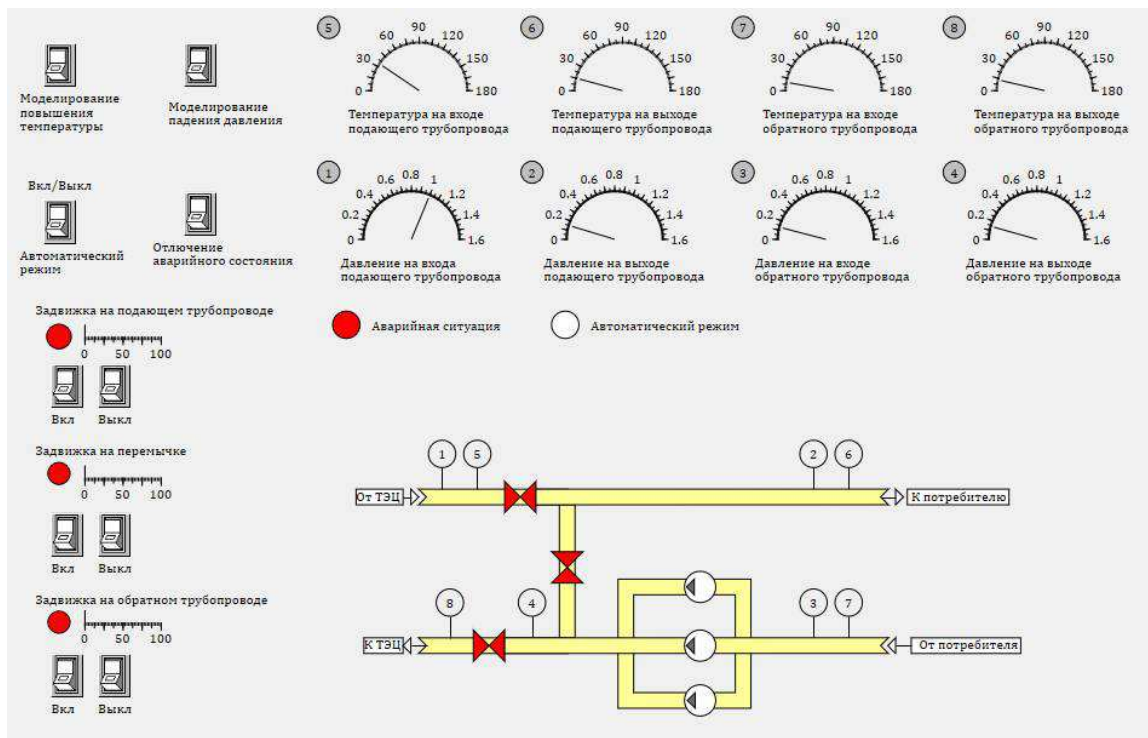 Моделирование
повышения
температуры
Моделирование
падения давления
5
0 30 60 90 120 150 180
Температура на входе
подающего трубопровода
6
0 30 60 90 120 150 180
Температура на выходе
подающего трубопровода
7
0 30 60 90 120 150 180
Температура на входе
обратного трубопровода
8
0 30 60 90 120 150 180
Температура на выходе
обратного трубопровода
Вкл/Выкл
Автоматический
режим
Отлючение
аварийного состояния
1
0 0.2 0.4 0.6 0.8 1 1.2 1.4 1.6
Давление на входа
подающего трубопровода
2
0 0.2 0.4 0.6 0.8 1 1.2 1.4 1.6
Давление на выходе
подающего трубопровода
3
0 0.2 0.4 0.6 0.8 1 1.2 1.4 1.6
Давление на входе
обратного трубопровода
4
0 0.2 0.4 0.6 0.8 1 1.2 1.4 1.6
Давление на выходе
обратного трубопровода
Аварийная ситуация
Автоматический режим
Задвижка на подающем трубопроводе
0 50 100
Вкл Выкл
Задвижка на перемычке
0 50 100
Вкл Выкл
Задвижка на обратном трубопроводе
0 50 100
Вкл Выкл
1 5 2 6
От ТЭЦ
К потребителю
8 4 3 7
К ТЭЦ
От потребителя